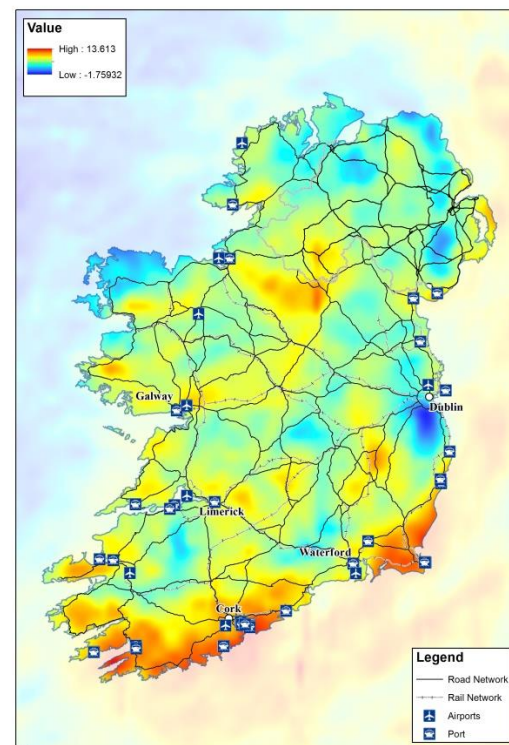 Value
High : 13.613
Low : -1.75932
Galway
Dublin
Limerick
Waterford
Cork
Legend
Road Network
Rail Network
Airports
Port